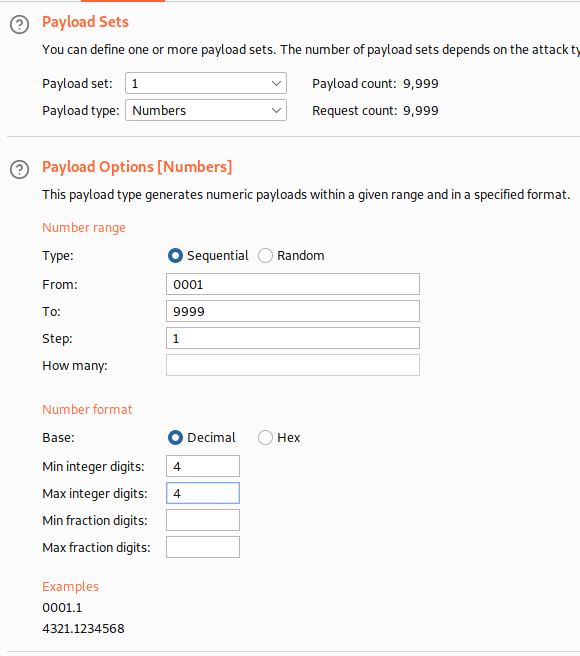 Payload Sets
You can define one or more payload sets. The number of payload sets depends on the attack ty
Payload set: 1 Payload count: 9,999
Payload type: Numbers Request count: 9,999
Payload Options [Numbers]
This payload type generates numeric payloads within a given range and in a specified format.
Number range
Type: Sequential Random
From: 0001
To: 9999
Step: 1
How many:
Number format
Base: Decimal Hex
Min integer digits: 4
Max integer digits: 4
Min fraction digits:
Max fraction digits:
Examples
0001.1
4321.1234568